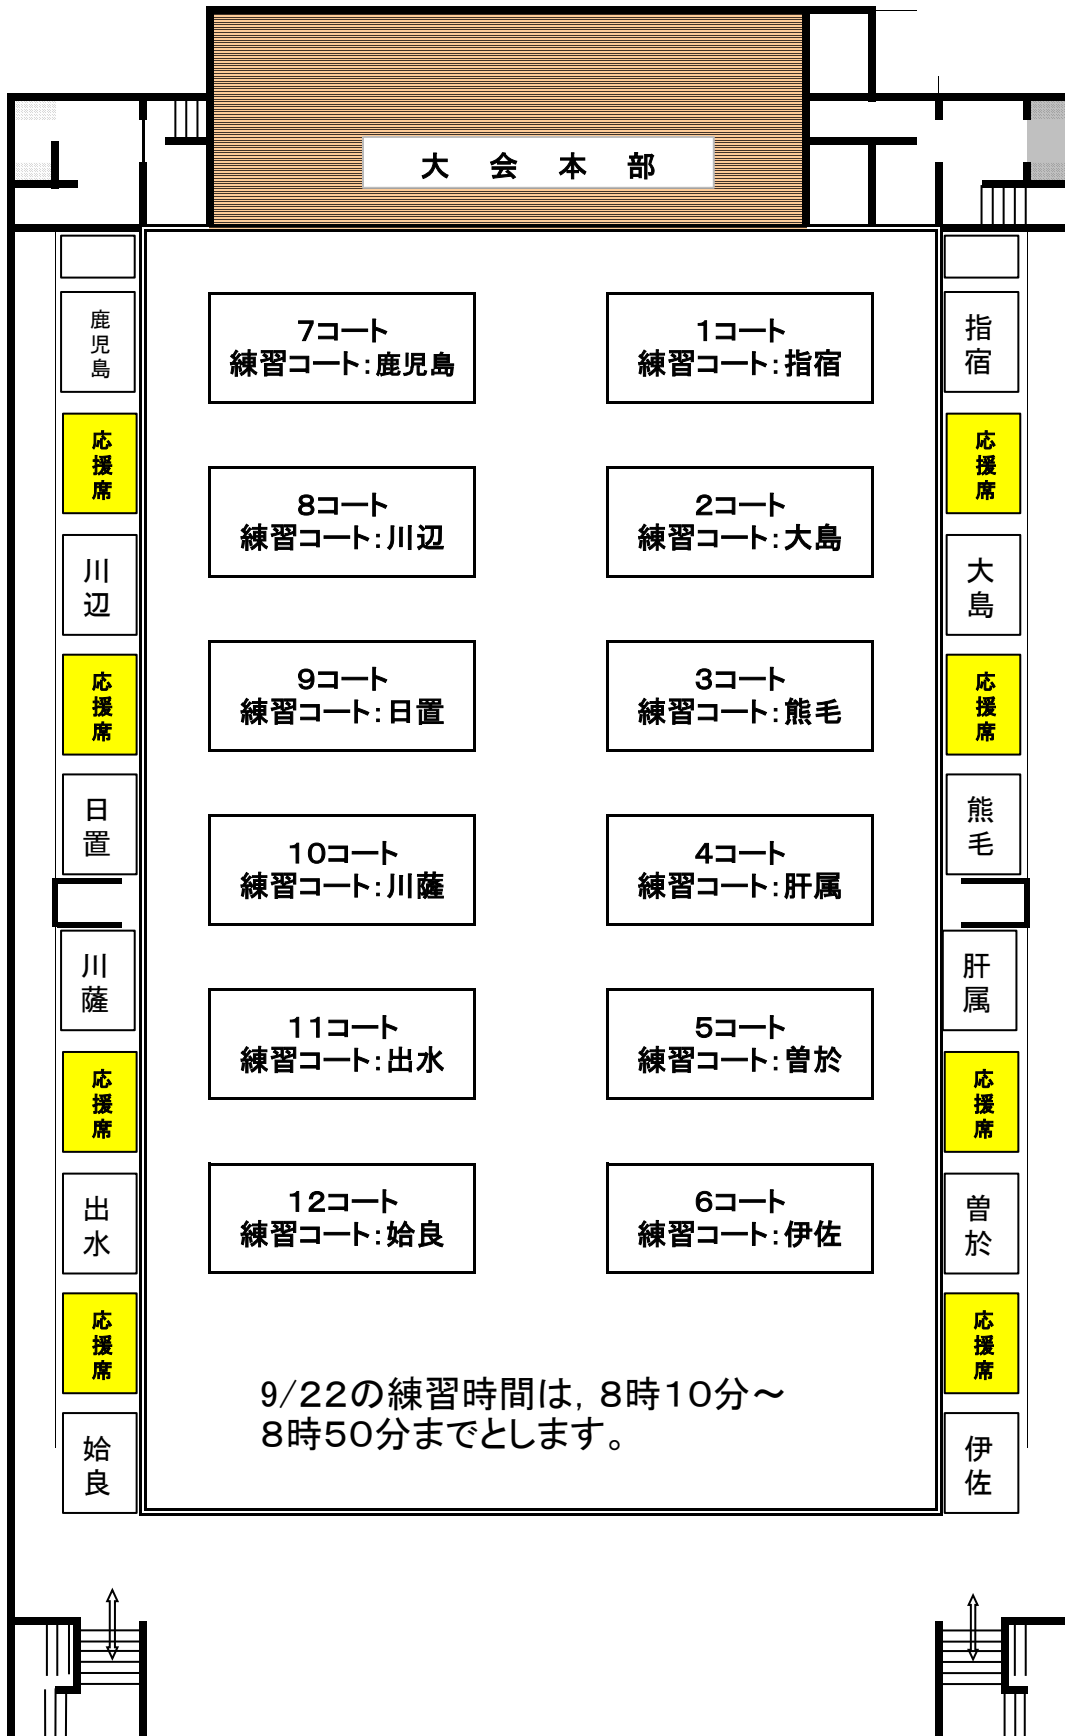 大会本部
鹿児島
応援席
川辺
応援席
日置
川薩
応援席
出水
応援席
姶良
7コート
練習コート:鹿児島
8コート
練習コート:川辺
9コート
練習コート:日置
10コート
練習コート:川薩
11コート
練習コート:出水
12コート
練習コート:姶良
1コート
練習コート:指宿
2コート
練習コート:大島
3コート
練習コート:熊毛
4コート
練習コート:肝属
5コート
練習コート:曽於
6コート
練習コート:伊佐
指宿
応援席
大島
応援席
熊毛
肝属
応援席
曽於
応援席
伊佐
9/22の練習時間は,8時10分~
8時50分までとします。